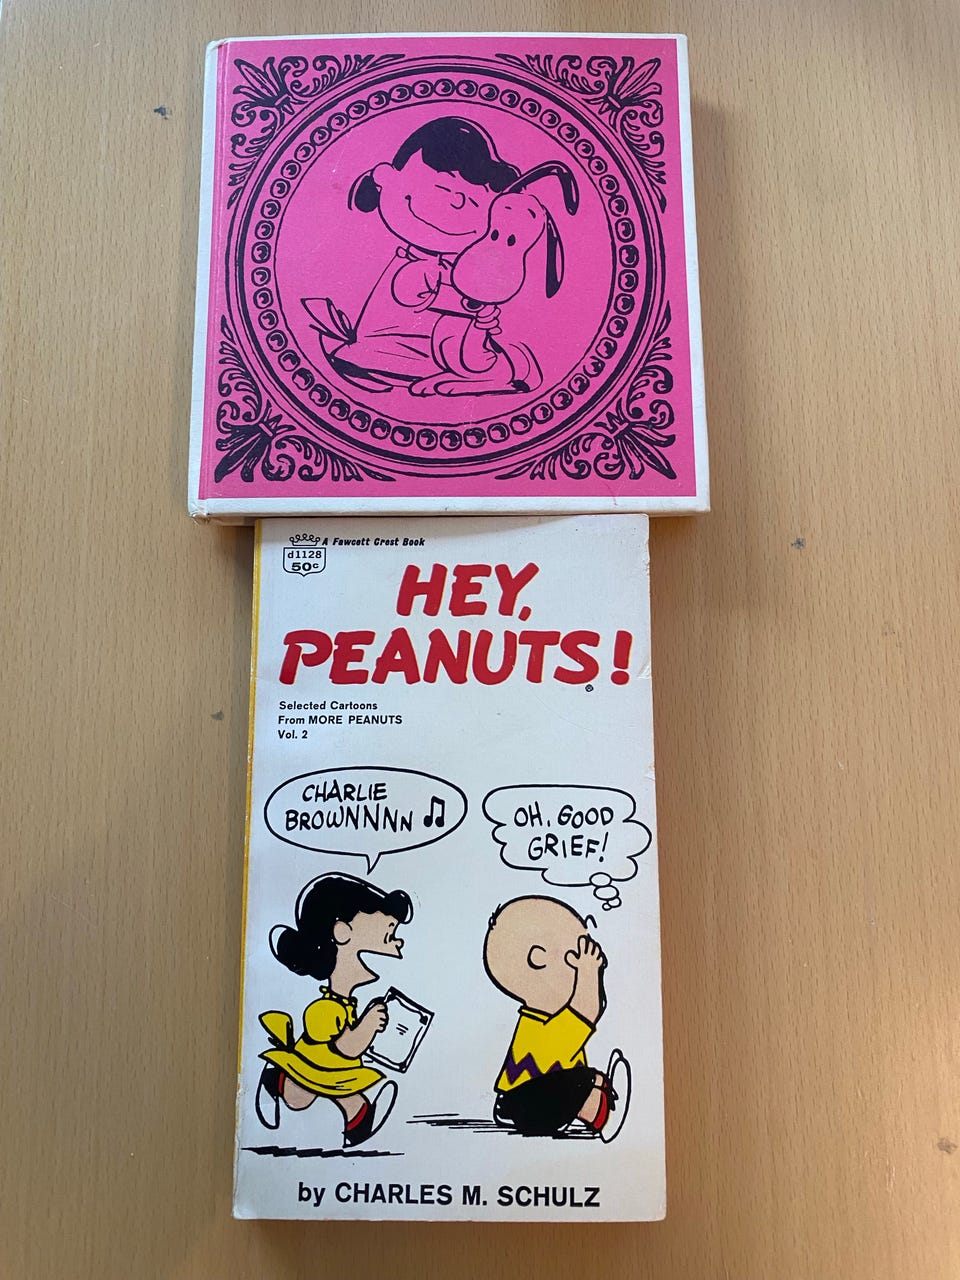 A Fawcett Crest Book
d1128
50c
HEY,
PEANUTS!
®
Selected Cartoons
From MORE PEANUTS
Vol. 2
CHARLIE
BROWNNNN ♫
OH, GOOD
GRIEF!
by CHARLES M. SCHULZ